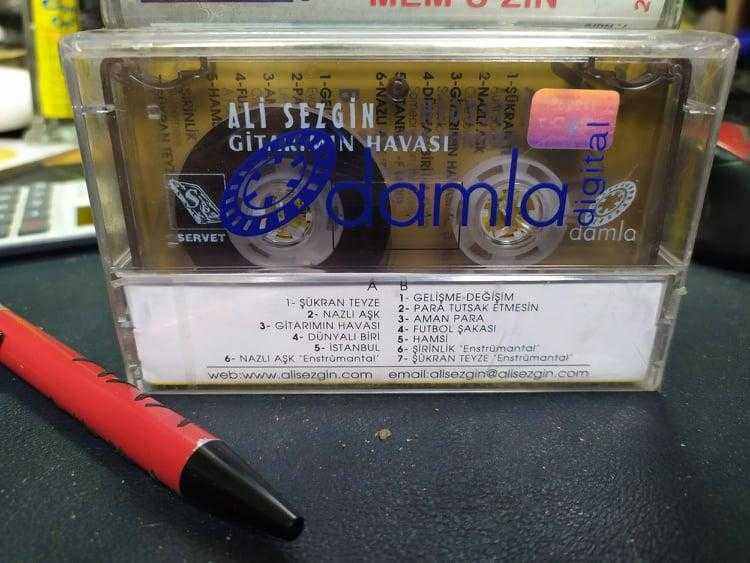 MEM U ZIN
ALİ SEZGİN
GİTARIMIN HAVASI
damla digital
SERVET
damla
A B
1- ŞÜKRAN TEYZE
2- NAZLI AŞK
3- GİTARIMIN HAVASI
4- DÜNYALI BİRİ
5- İSTANBUL
6- NAZLI AŞK "Enstrümantal"
1- GELİŞME-DEĞİŞİM
2- PARA TUTSAK ETMESİN
3- AMAN PARA
4- FUTBOL ŞAKASI
5- HAMSİ
6- ŞİRİNLİK "Enstrümantal"
7- ŞÜKRAN TEYZE "Enstrümantal"
web:www.alisezgin.com email:alisezgin@alisezgin.com